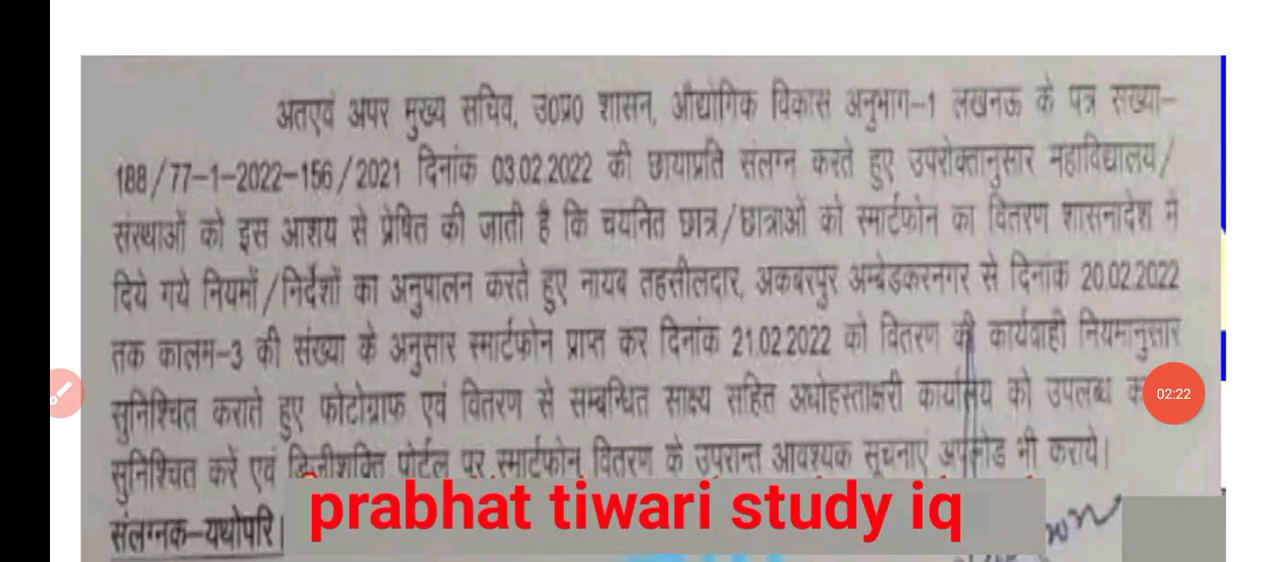 अतएवं अपर मुख्य सचिव, उ0प्र0 शासन, औद्योगिक विकास अनुभाग-1 लखनऊ के पत्र संख्या-
188/77-1-2022-156/2021 दिनांक 03.02.2022 की छायाप्रति संलग्न करते हुए उपरोक्तानुसार महाविद्यालय/
संस्थाओं को इस आशय से प्रेषित की जाती है कि चयनित छात्र/छात्राओं को स्मार्टफोन का वितरण शासनादेश में
दिये गये नियमों/निर्देशों का अनुपालन करते हुए नायब तहसीलदार, अकबरपुर अम्बेडकरनगर से दिनांक 20.02.2022
तक कालम-3 की संख्या के अनुसार स्मार्टफोन प्राप्त कर दिनांक 21.02.2022 को वितरण की कार्यवाही नियमानुसार
सुनिश्चित कराते हुए फोटोग्राफ एवं वितरण से सम्बन्धित साक्ष्य सहित अधोहस्ताक्षरी कार्यालय को उपलब्ध
02:22
सुनिश्चित करें एवं डिजीशक्ति पोर्टल पर स्मार्टफोन वितरण के उपरान्त आवश्यक सूचनाएं अपलोड भी कराये।
prabhat tiwari study iq
संलग्नक-यथोपरि।